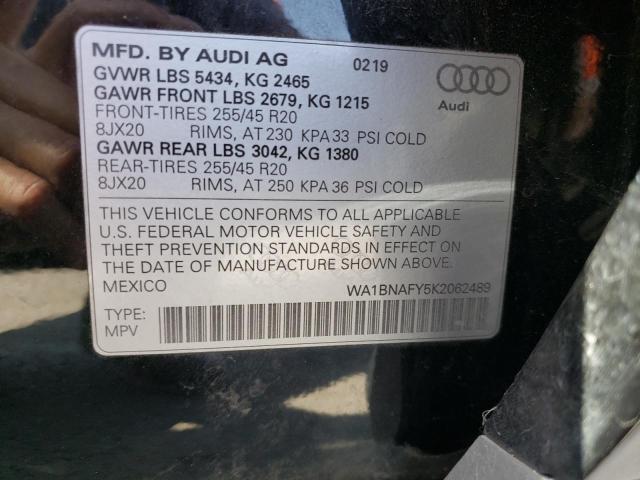 MFD. BY AUDI AG 0219
GVWR LBS 5434, KG 2465
GAWR FRONT LBS 2679, KG 1215
FRONT-TIRES 255/45 R20
8JX20 RIMS, AT 230 KPA 33 PSI COLD
GAWR REAR LBS 3042, KG 1380
REAR-TIRES 255/45 R20
8JX20 RIMS, AT 250 KPA 36 PSI COLD
Audi
THIS VEHICLE CONFORMS TO ALL APPLICABLE
U.S. FEDERAL MOTOR VEHICLE SAFETY AND
THEFT PREVENTION STANDARDS IN EFFECT ON
THE DATE OF MANUFACTURE SHOWN ABOVE.
MEXICO WA1BNAFY5K2062489
TYPE:
MPV